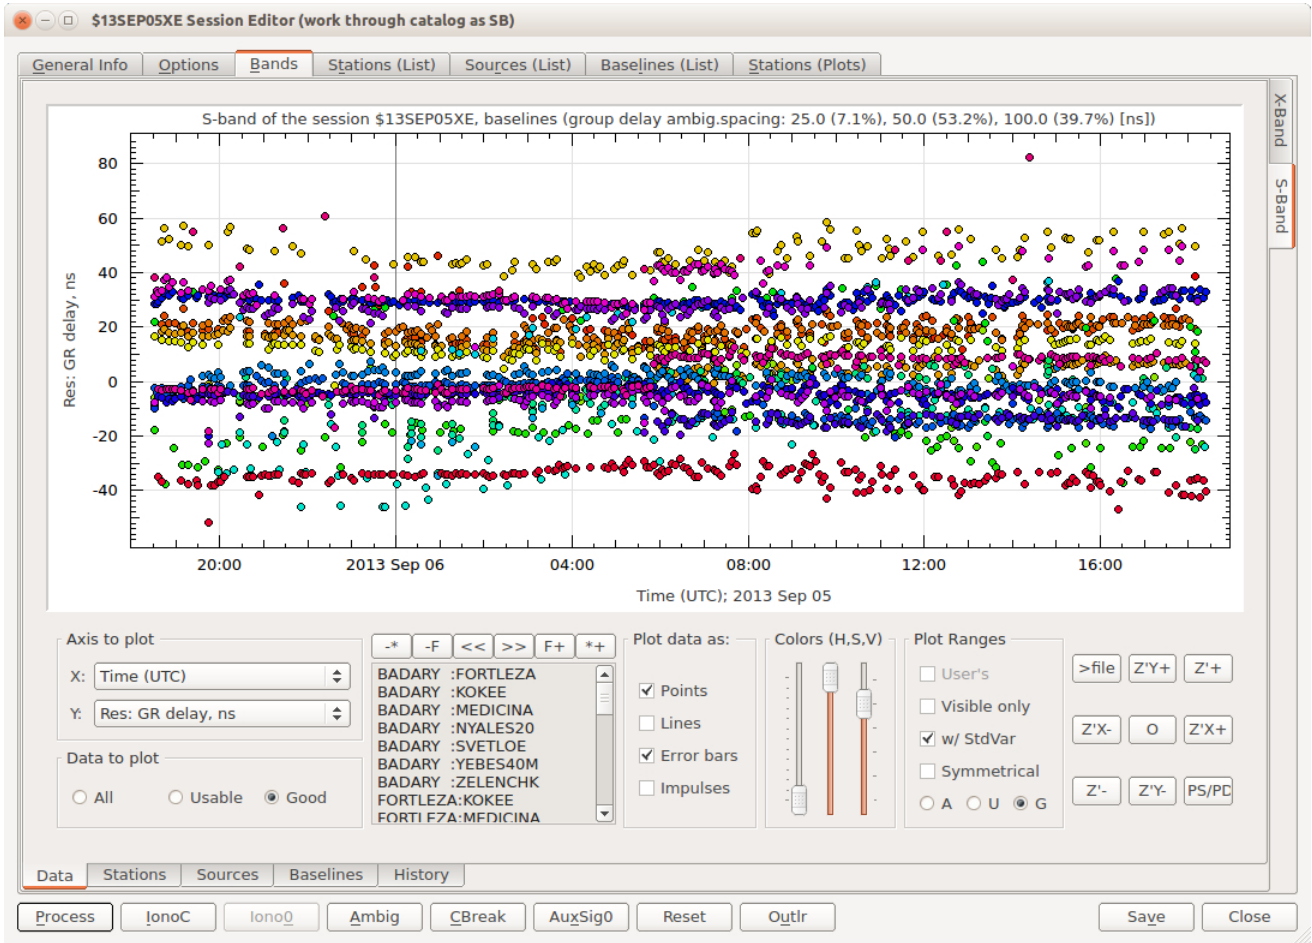 $13SEP05XE Session Editor (work through catalog as SB)
General Info Options Bands Stations (List) Sources (List) Baselines (List) Stations (Plots)
X-Band
S-Band
S-band of the session $13SEP05XE, baselines (group delay ambig.spacing: 25.0 (7.1%), 50.0 (53.2%), 100.0 (39.7%) [ns])
Res: GR delay, ns
80
60
40
20
0
-20
-40
20:00 2013 Sep 06 04:00 08:00 12:00 16:00
Time (UTC); 2013 Sep 05
Axis to plot
X: Time (UTC)
Y: Res: GR delay, ns
Data to plot
All Usable Good
-* -F << >> F+ *+
BADARY :FORTLEZA
BADARY :KOKEE
BADARY :MEDICINA
BADARY :NYALES20
BADARY :SVETLOE
BADARY :YEBES40M
BADARY :ZELENCHK
FORTLEZA:KOKEE
FORTLEZA:MEDICINA
Plot data as:
Points
Lines
Error bars
Impulses
Colors (H,S,V)
Plot Ranges
User's
Visible only
w/ StdVar
Symmetrical
A U G
>file Z'Y+ Z'+
Z'X- O Z'X+
Z'- Z'Y- PS/PD
Data Stations Sources Baselines History
Process IonoC Iono0 Ambig CBreak AuxSig0 Reset Outlr Save Close